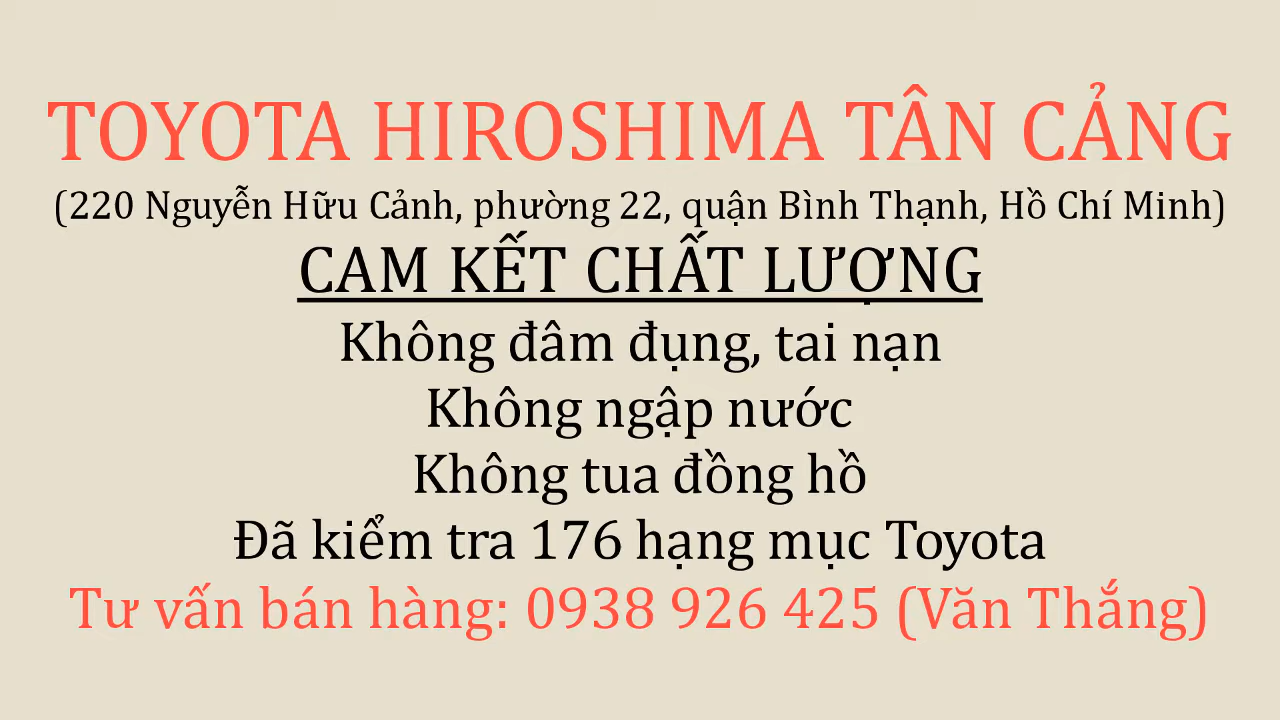 TOYOTA HIROSHIMA TÂN CẢNG
(220 Nguyễn Hữu Cảnh, phường 22, quận Bình Thạnh, Hồ Chí Minh)
CAM KẾT CHẤT LƯỢNG
Không đâm đụng, tai nạn
Không ngập nước
Không tua đồng hồ
Đã kiểm tra 176 hạng mục Toyota
Tư vấn bán hàng: 0938 926 425 (Văn Thắng)